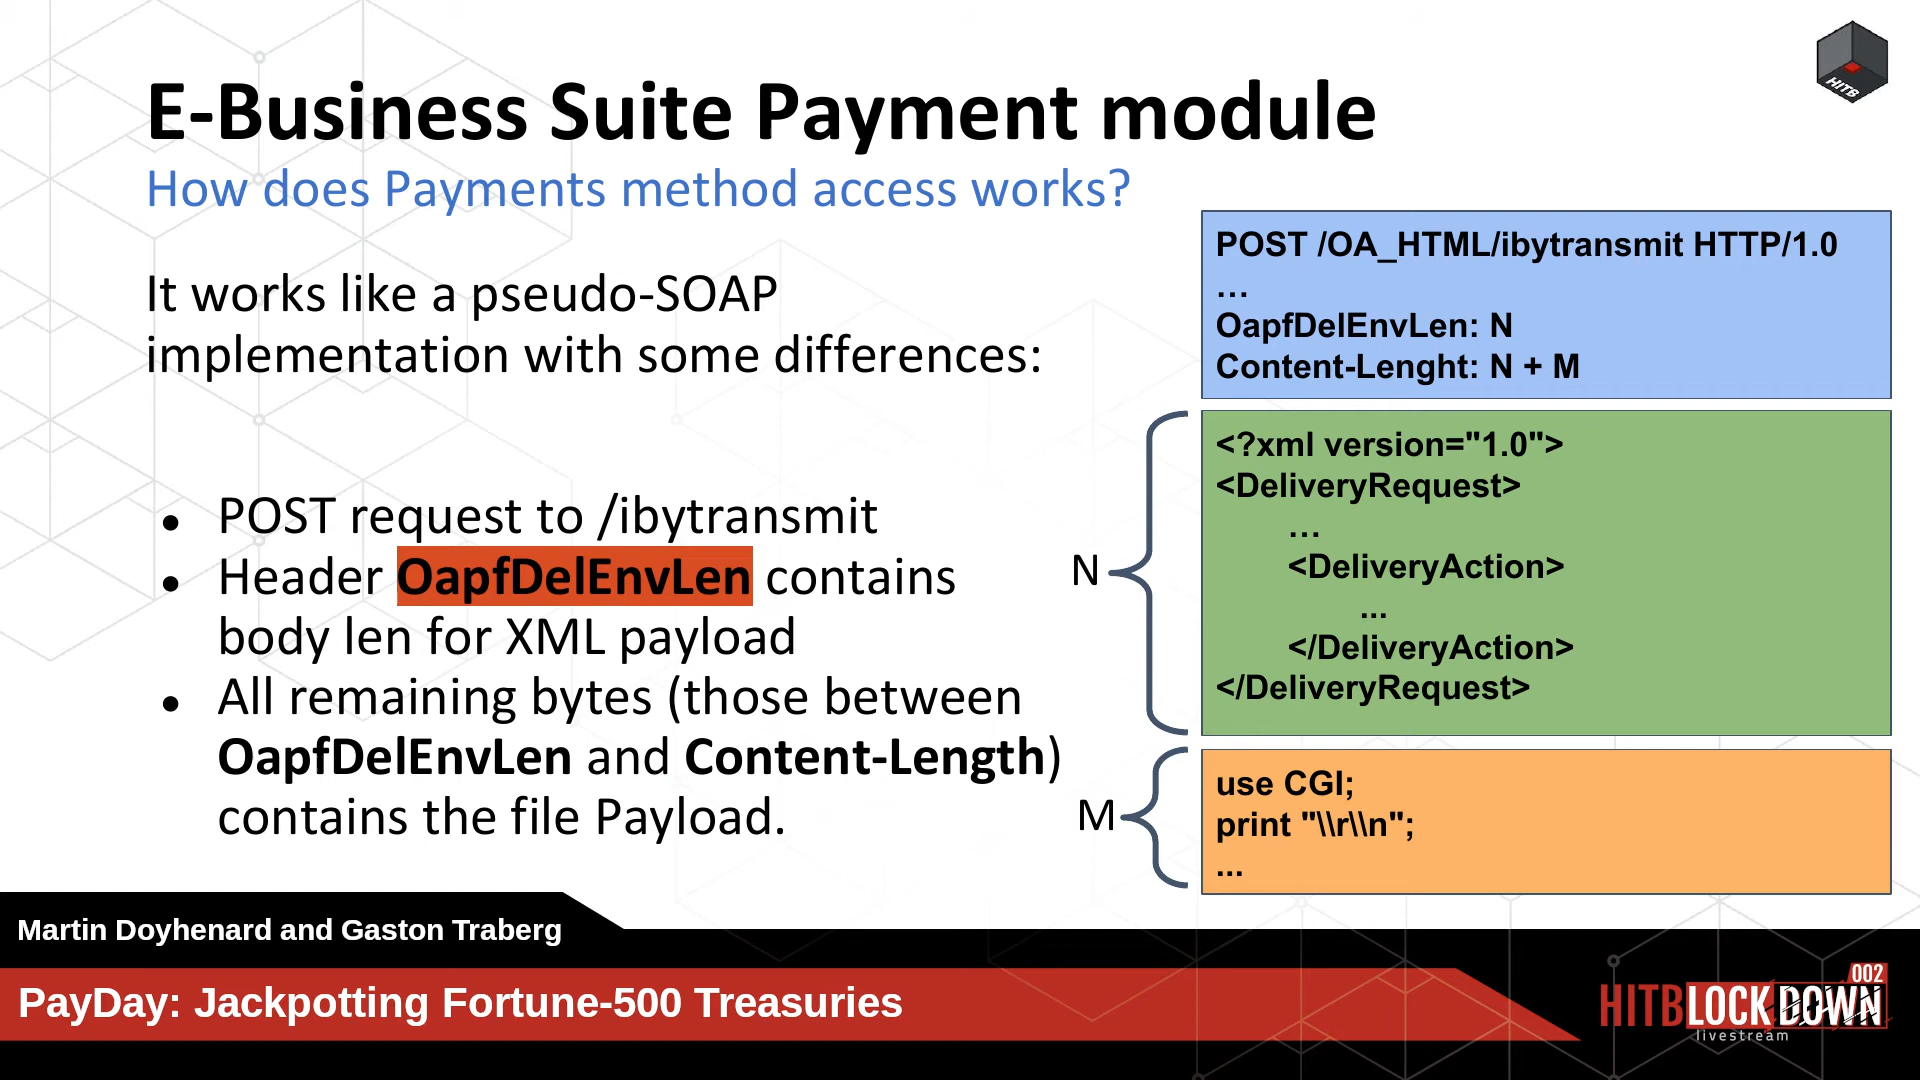 HITB
E-Business Suite Payment module
How does Payments method access works?
It works like a pseudo-SOAP
implementation with some differences:
● POST request to /ibytransmit
● Header OapfDelEnvLen contains
body len for XML payload
● All remaining bytes (those between
OapfDelEnvLen and Content-Length)
contains the file Payload.
POST /OA_HTML/ibytransmit HTTP/1.0
…
OapfDelEnvLen: N
Content-Lenght: N + M
N
<?xml version="1.0">
<DeliveryRequest>
…
<DeliveryAction>
...
</DeliveryAction>
</DeliveryRequest>
M
use CGI;
print "\\r\\n";
...
Martin Doyhenard and Gaston Traberg
PayDay: Jackpotting Fortune-500 Treasuries
002
HITBLOCKDOWN
livestream